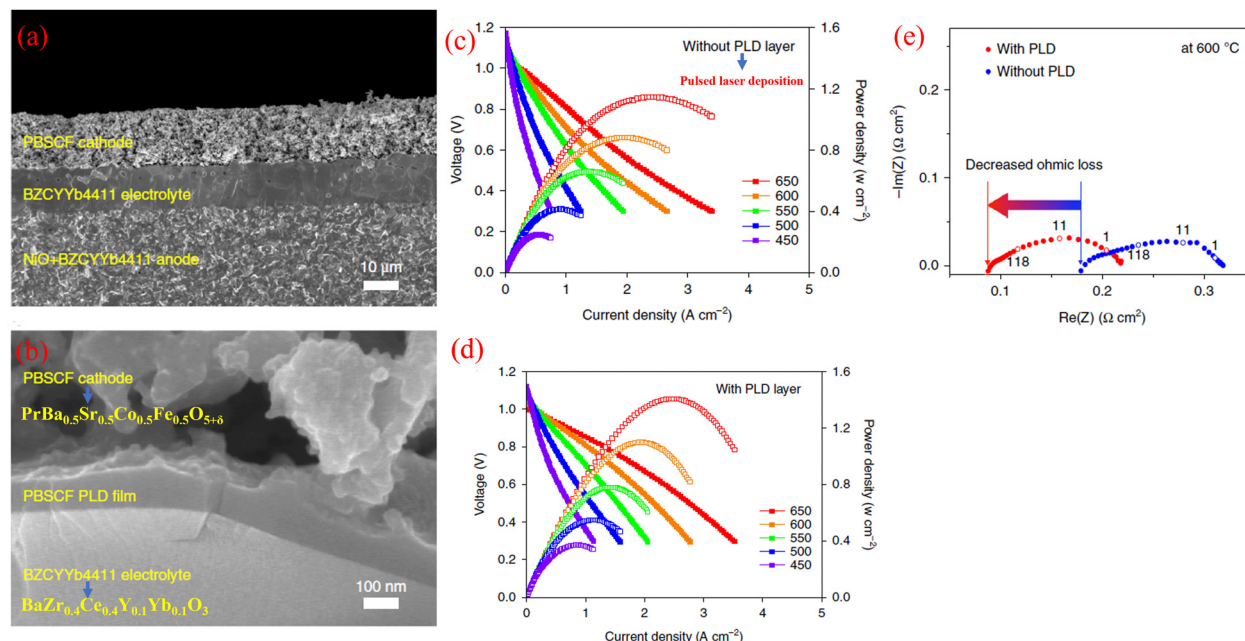 (a)
PBSCF cathode
BZCYYb4411 electrolyte
NiO+BZCYYb4411 anode
10 µm
(b)
PBSCF cathode
PrBa0.5Sr0.5Co0.5Fe0.5O5+δ
PBSCF PLD film
BZCYYb4411 electrolyte
BaZr0.4Ce0.4Y0.1Yb0.1O3
100 nm
(c)
Without PLD layer
Pulsed laser deposition
Voltage (V)
1.2
1.0
0.8
0.6
0.4
0.2
0.0
1.6
1.2
0.8
0.4
0.0
Power density (w cm−2)
650
600
550
500
450
0 1 2 3 4
Current density (A cm−2)
(d)
With PLD layer
Voltage (V)
1.2
1.0
0.8
0.6
0.4
0.2
0.0
1.6
1.2
0.8
0.4
0.0
Power density (w cm−2)
650
600
550
500
450
0 1 2 3 4
Current density (A cm−2)
(e)
With PLD
Without PLD
at 600 °C
−Im(Z) (Ω cm2)
0.2
0.1
0.0
Decreased ohmic loss
11
1
118
11
1
118
0.1 0.2 0.3
Re(Z) (Ω cm2)